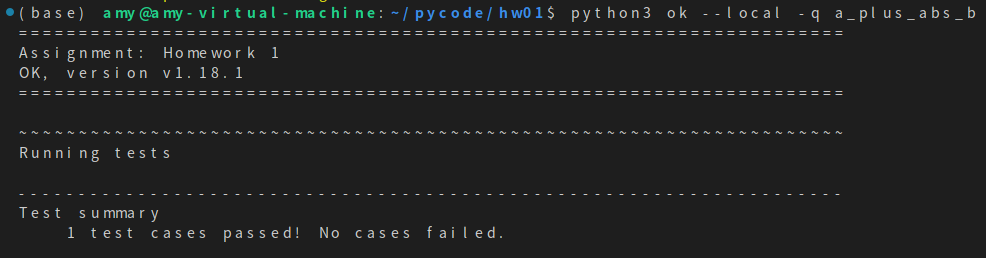 (base) amy@amy-virtual-machine:~/pycode/hw01$ python3 ok --local -q a_plus_abs_b
=====================================================================
Assignment: Homework 1
OK, version v1.18.1
=====================================================================
~~~~~~~~~~~~~~~~~~~~~~~~~~~~~~~~~~~~~~~~~~~~~~~~~~~~~~~~~~~~~~~~~~~~~
Running tests
---------------------------------------------------------------------
Test summary
    1 test cases passed! No cases failed.